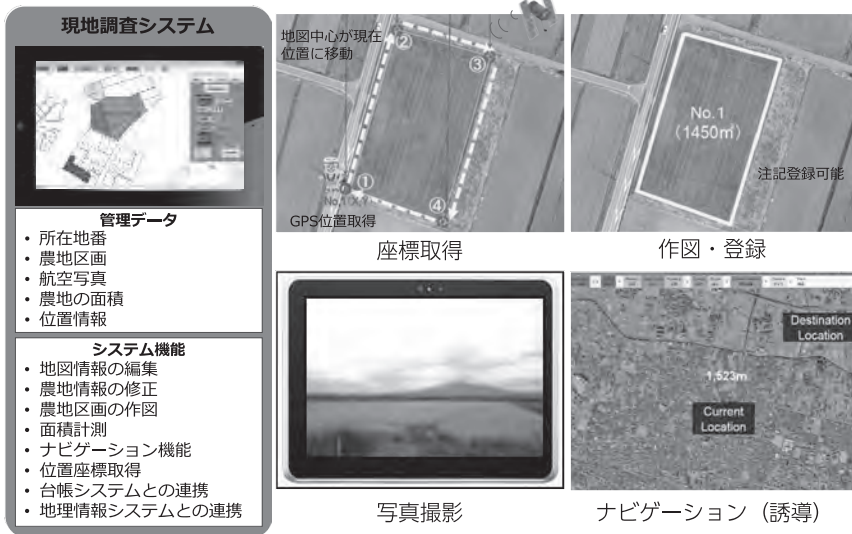 現地調査システム
管理データ
• 所在地番
• 農地区画
• 航空写真
• 農地の面積
• 位置情報
システム機能
• 地図情報の編集
• 農地情報の修正
• 農地区画の作図
• 面積計測
• ナビゲーション機能
• 位置座標取得
• 台帳システムとの連携
• 地理情報システムとの連携
地図中心が現在
位置に移動
②
③
①
④
GPS位置取得
座標取得
No.1
(1450㎡)
注記登録可能
作図・登録
写真撮影
Destination
Location
1,523m
Current
Location
ナビゲーション（誘導）